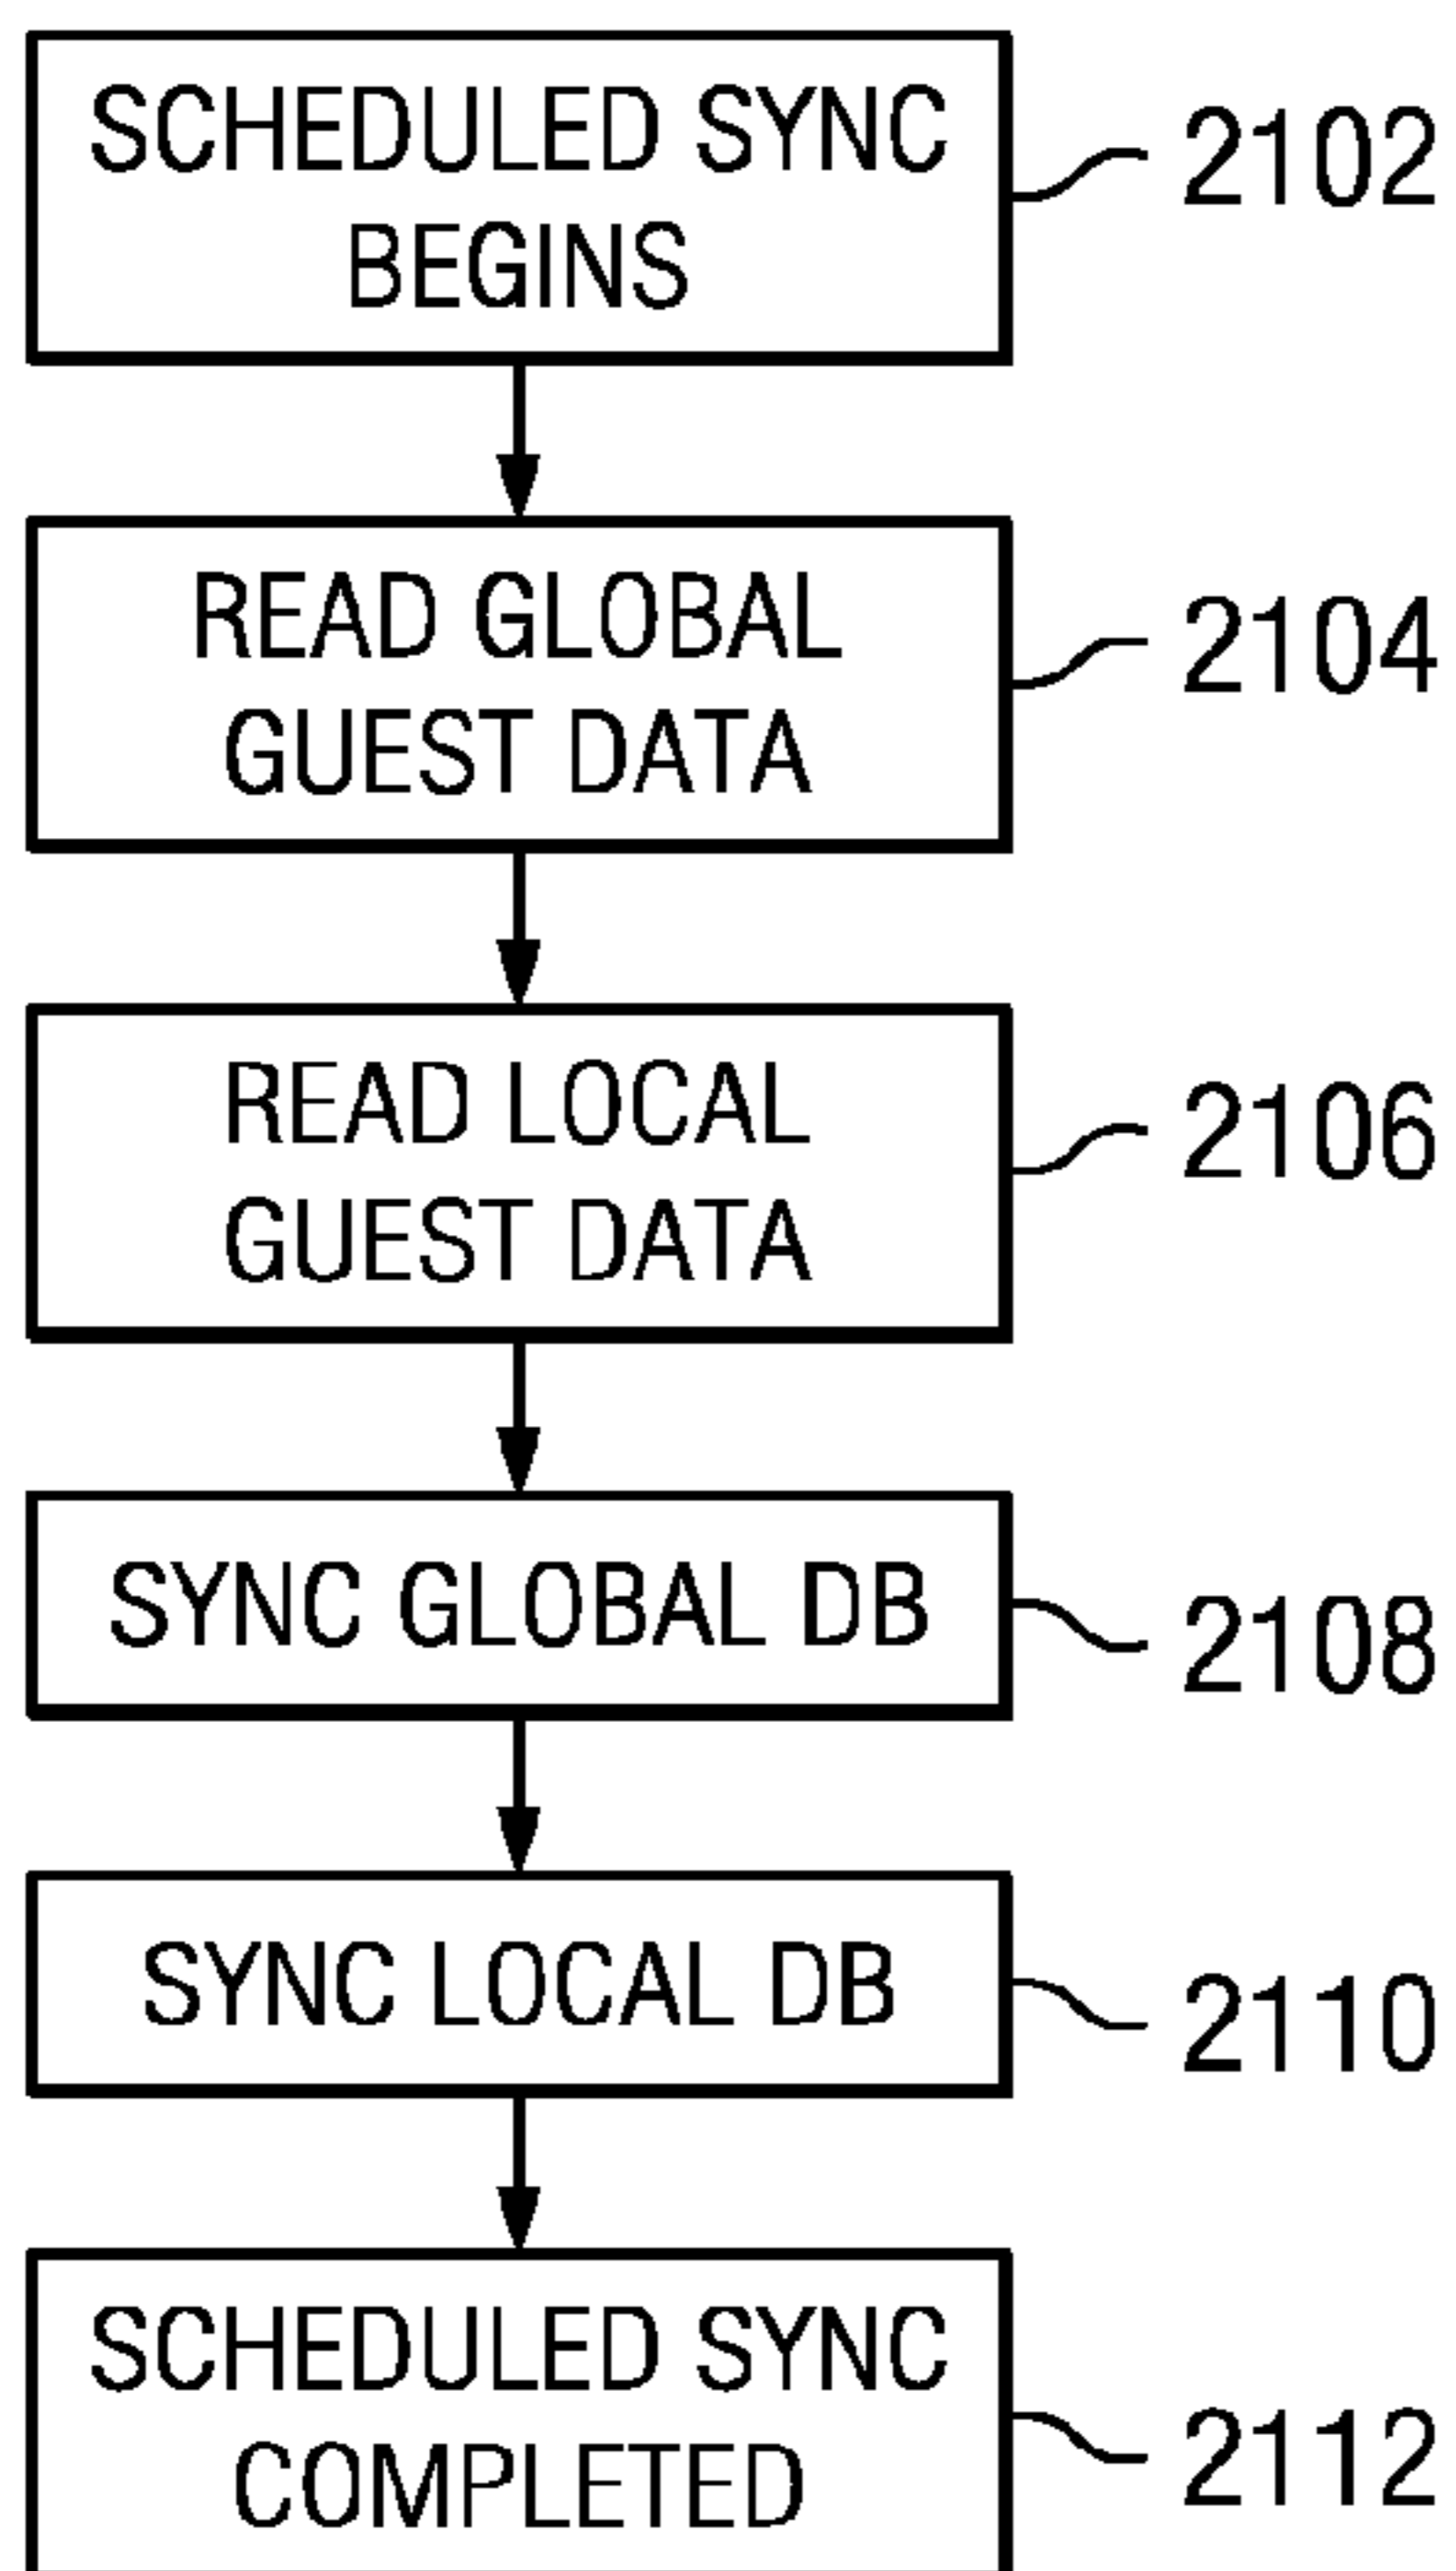 SCHEDULED SYNC
BEGINS
2102
READ GLOBAL
GUEST DATA
2104
READ LOCAL
GUEST DATA
2106
SYNC GLOBAL DB
2108
SYNC LOCAL DB
2110
SCHEDULED SYNC
COMPLETED
2112